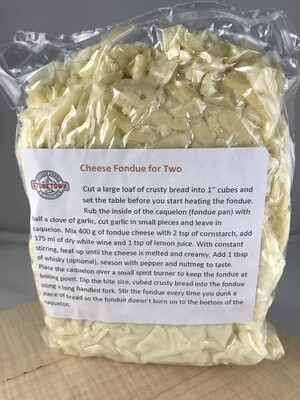 STONETOWN
Cheese Fondue for Two
Cut a large loaf of crusty bread into 1” cubes and
set the table before you start heating the fondue.
Rub the inside of the caquelon (fondue pan) with
half a clove of garlic, cut garlic in small pieces and leave in
caquelon. Mix 400 g of fondue cheese with 2 tsp of cornstarch, add
175 ml of dry white wine and 1 tsp of lemon juice. With constant
stirring, heat up until the cheese is melted and creamy. Add 1 tbsp
of whisky (optional), season with pepper and nutmeg to taste.
Place the caquelon over a small spirit burner to keep the fondue at
boiling point. Dip the bite size, cubed crusty bread into the fondue
using a long handled fork. Stir the fondue every time you dunk a
piece of bread so the fondue doesn't burn on to the bottom of the
caquelon.